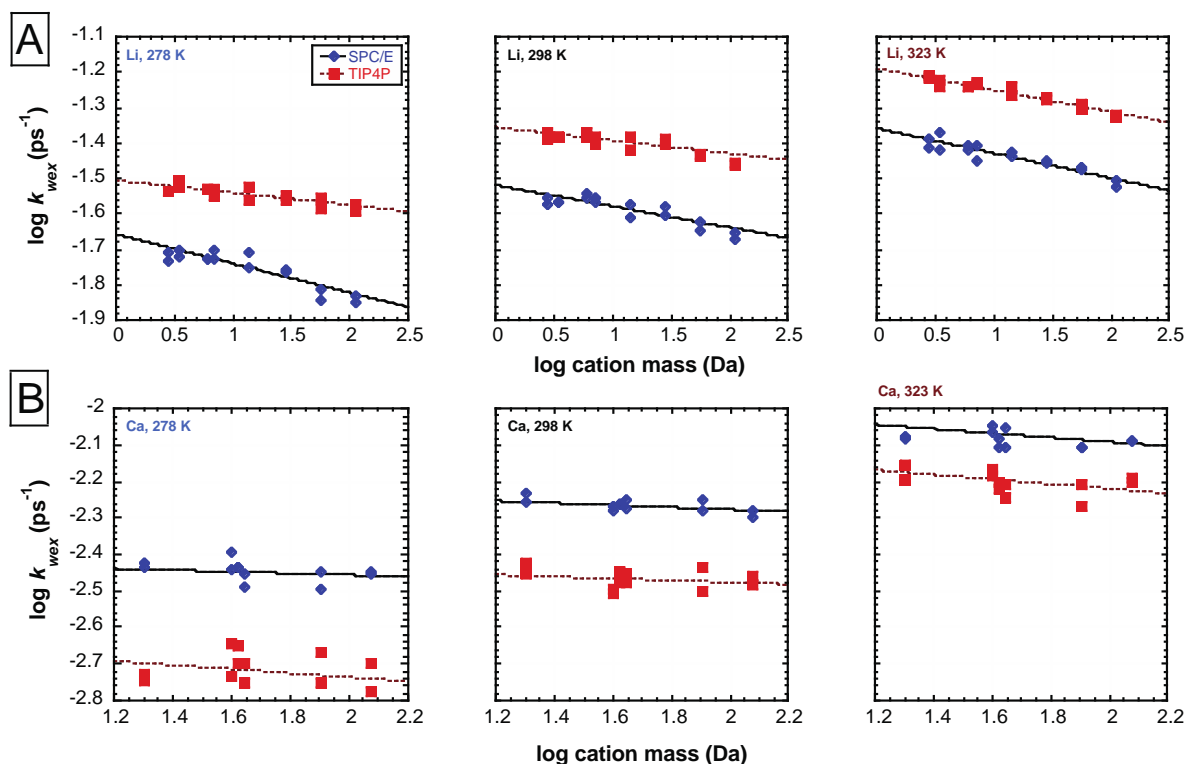 A
Li, 278 K
SPC/E
TIP4P
Li, 298 K
Li, 323 K
log k_wex (ps⁻¹)
-1.1
-1.2
-1.3
-1.4
-1.5
-1.6
-1.7
-1.8
-1.9
0 0.5 1 1.5 2 2.5
0 0.5 1 1.5 2 2.5
0 0.5 1 1.5 2 2.5
log cation mass (Da)
B
Ca, 278 K
Ca, 298 K
Ca, 323 K
log k_wex (ps⁻¹)
-2
-2.1
-2.2
-2.3
-2.4
-2.5
-2.6
-2.7
-2.8
1.2 1.4 1.6 1.8 2 2.2
1.2 1.4 1.6 1.8 2 2.2
1.2 1.4 1.6 1.8 2 2.2
log cation mass (Da)